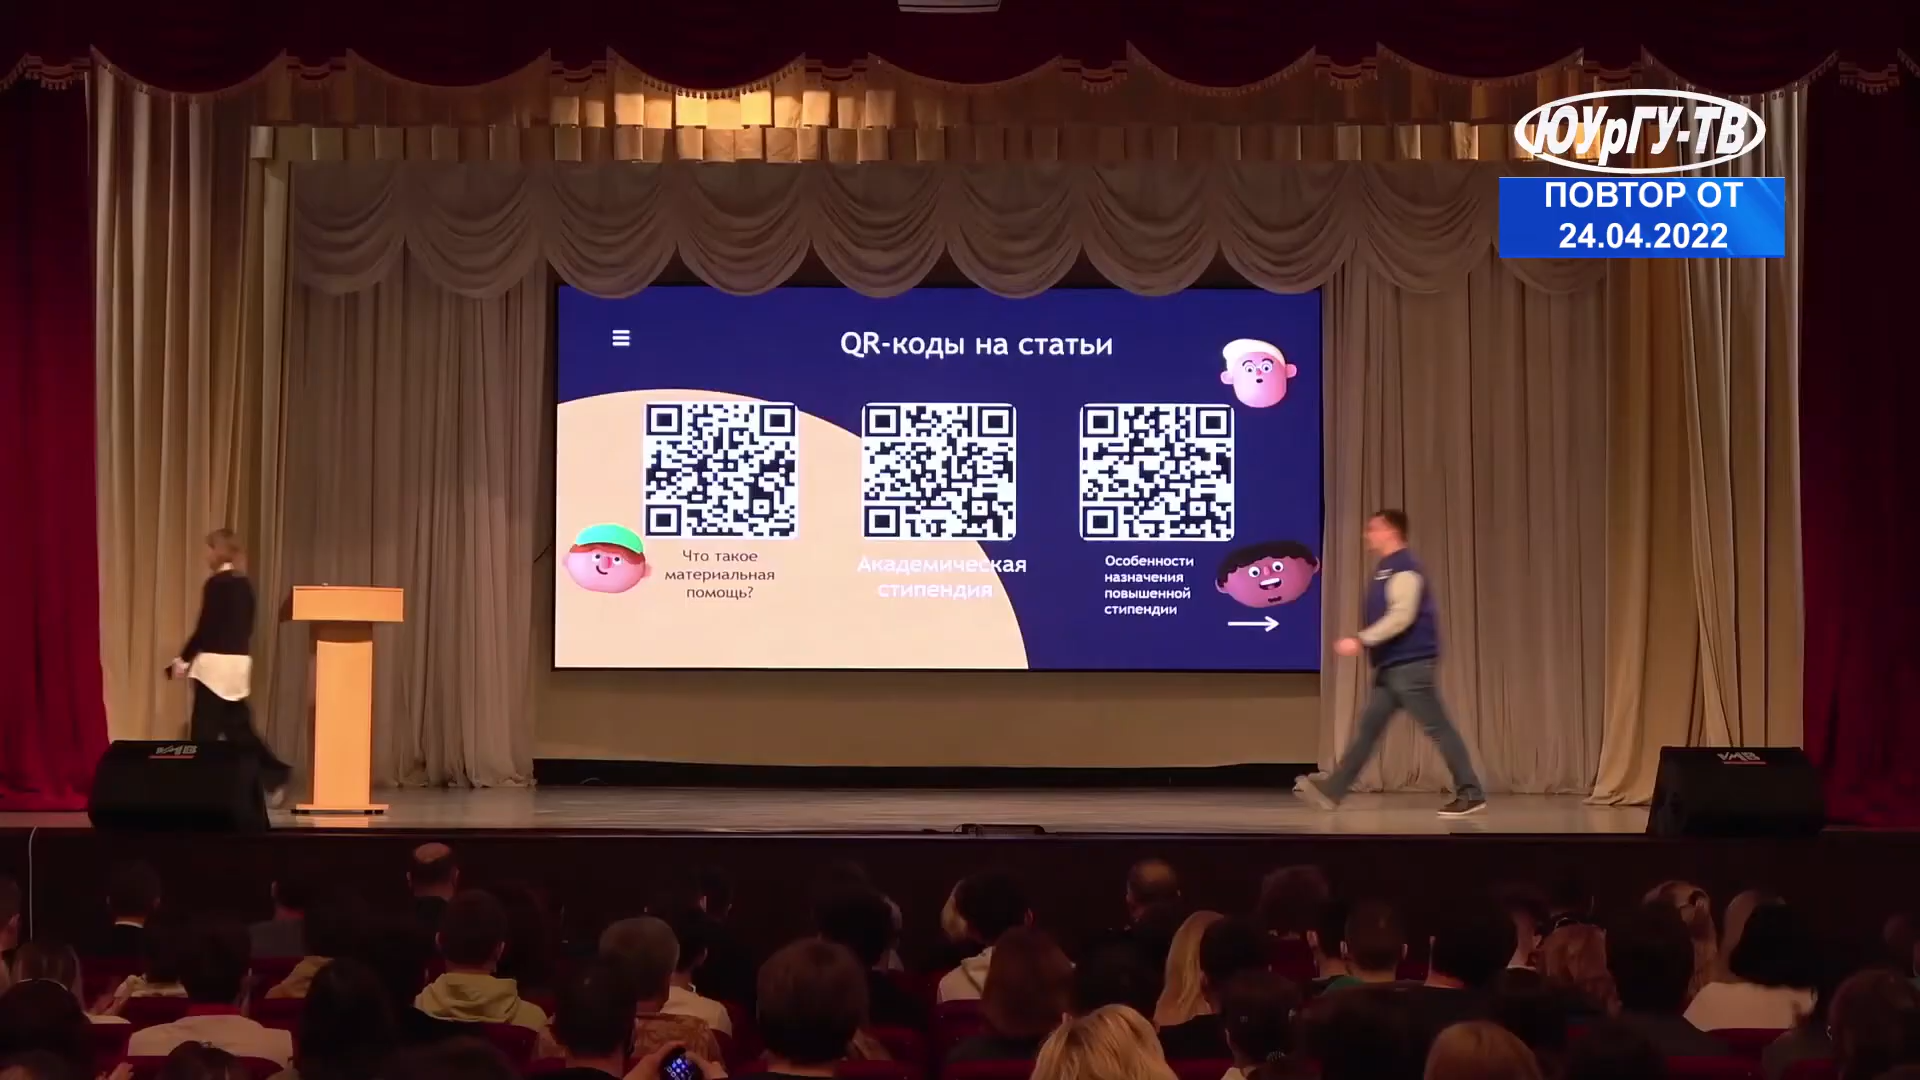 ЮУрГУ-ТВ
ПОВТОР ОТ
24.04.2022
QR-коды на статьи
Что такое
материальная
помощь?
Академическая
стипендия
Особенности
назначения
повышенной
стипендии